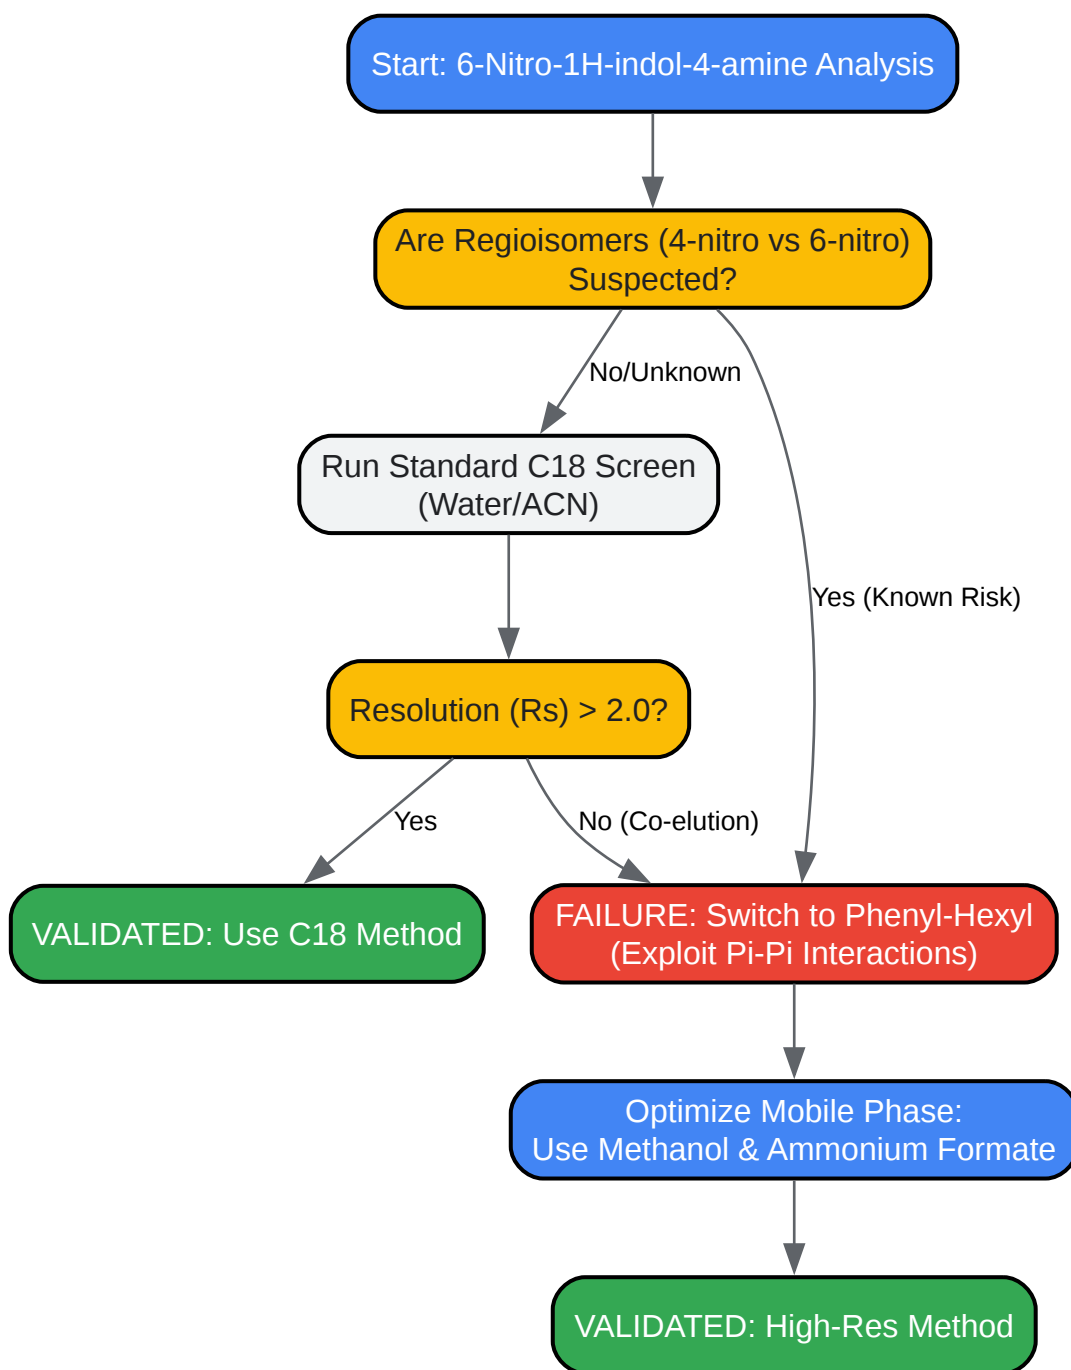 Start: 6-Nitro-1H-indol-4-amine Analysis
Are Regioisomers (4-nitro vs 6-nitro)
Suspected?
No/Unknown
Run Standard C18 Screen
(Water/ACN)
Yes (Known Risk)
Resolution (Rs) > 2.0?
Yes
No (Co-elution)
VALIDATED: Use C18 Method
FAILURE: Switch to Phenyl-Hexyl
(Exploit Pi-Pi Interactions)
Optimize Mobile Phase:
Use Methanol & Ammonium Formate
VALIDATED: High-Res Method